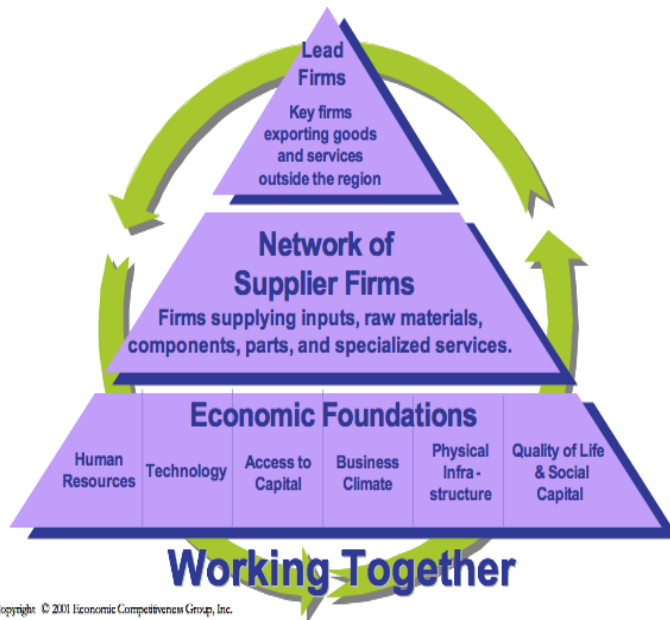 Lead
Firms
Key firms
exporting goods
and services
outside the region
Network of
Supplier Firms
Firms supplying inputs, raw materials,
components, parts, and specialized services.
Economic Foundations
Human
Resources
Technology
Access to
Capital
Business
Climate
Physical
Infra -
structure
Quality of Life
& Social
Capital
Working Together
Copyright © 2001 Economic Competitiveness Group, Inc.